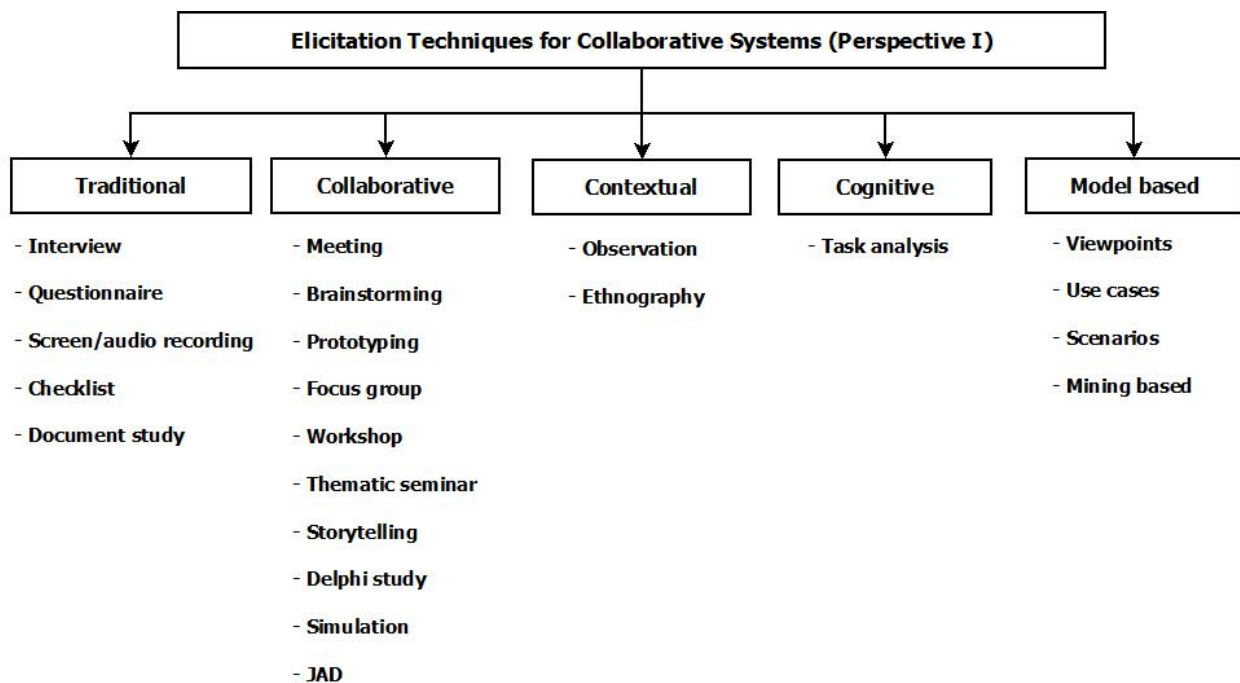 Elicitation Techniques for Collaborative Systems (Perspective I)
Traditional
- Interview
- Questionnaire
- Screen/audio recording
- Checklist
- Document study
Collaborative
- Meeting
- Brainstorming
- Prototyping
- Focus group
- Workshop
- Thematic seminar
- Storytelling
- Delphi study
- Simulation
- JAD
Contextual
- Observation
- Ethnography
Cognitive
- Task analysis
Model based
- Viewpoints
- Use cases
- Scenarios
- Mining based